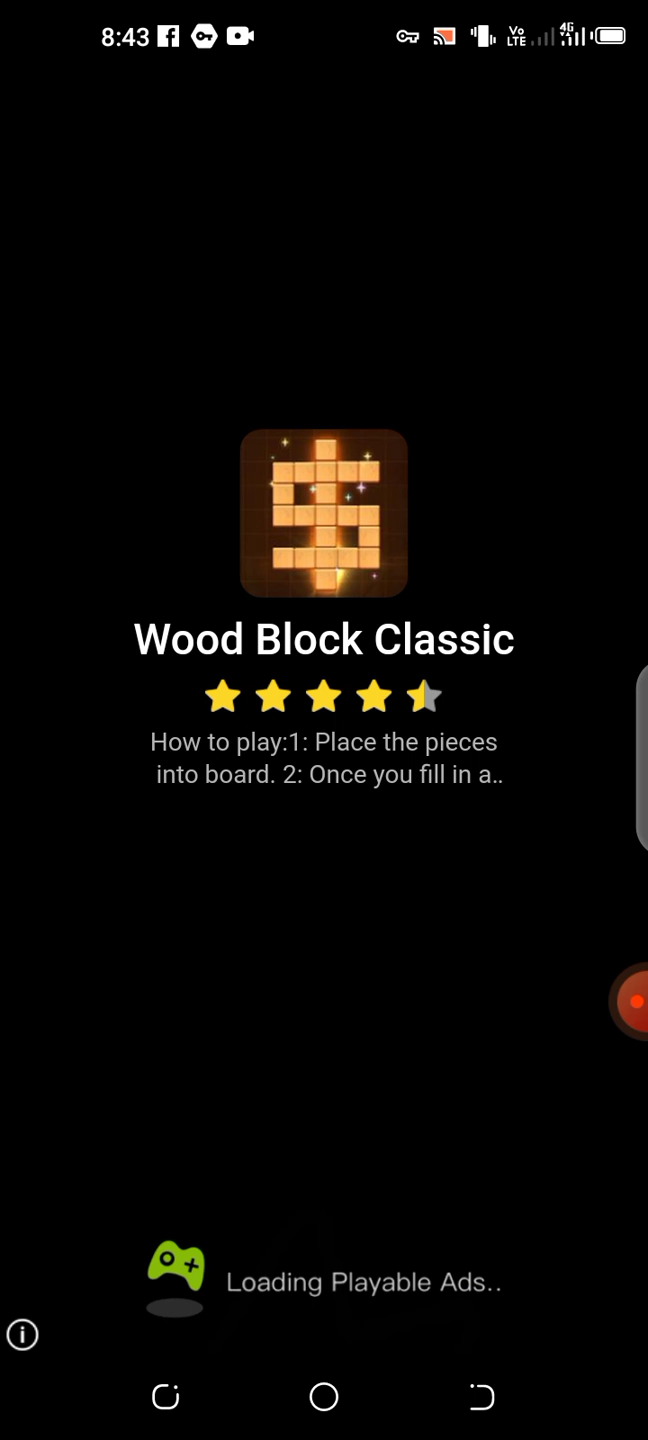 8:43 Vo LTE 4G
Wood Block Classic
How to play:1: Place the pieces
into board. 2: Once you fill in a..
Loading Playable Ads..